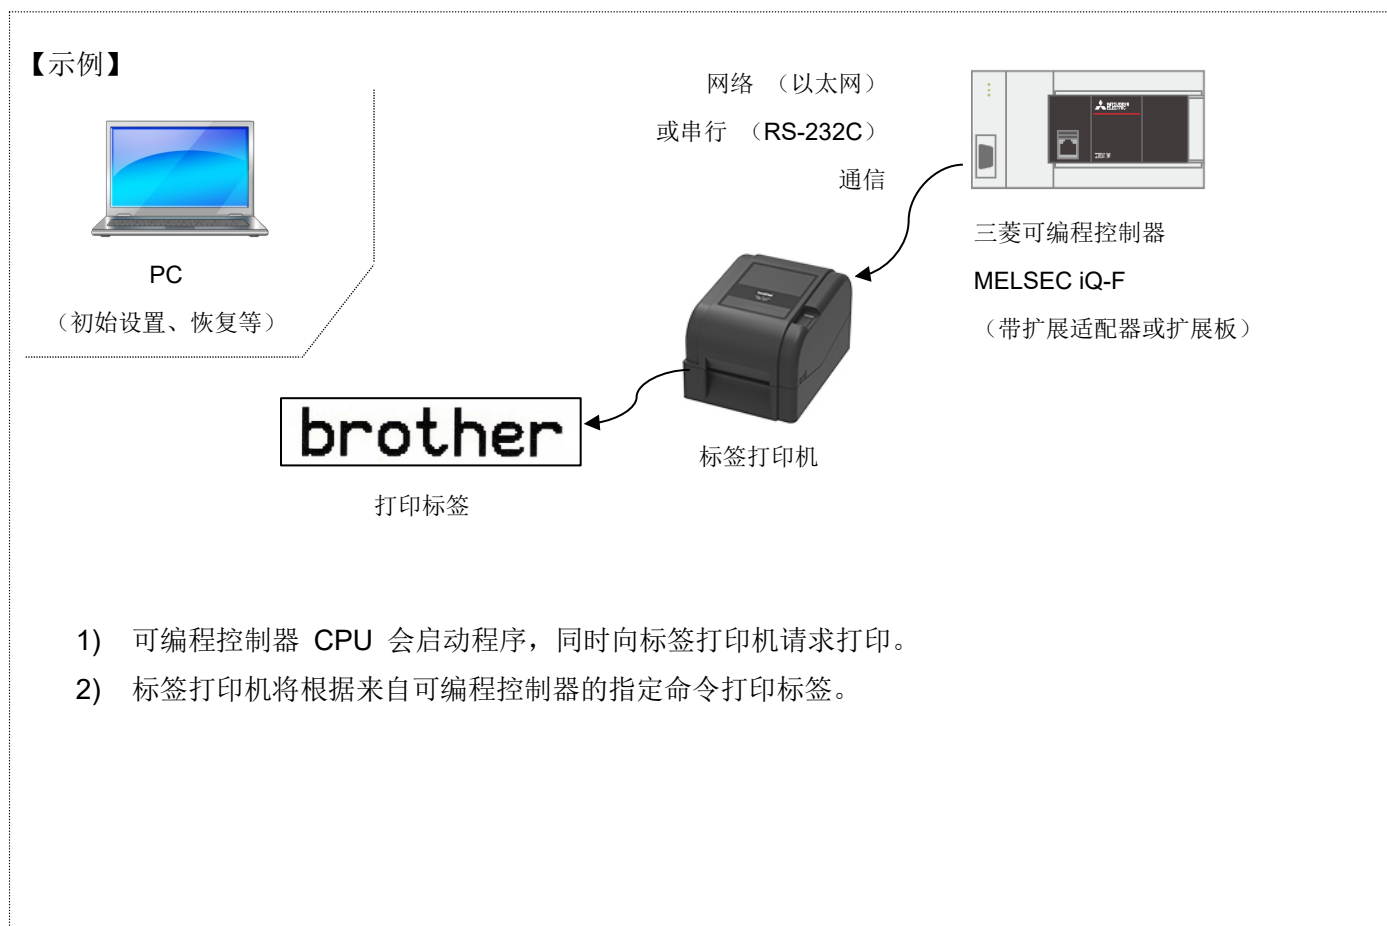 【示例】
网络 （以太网）
或串行 （RS-232C）
通信
MITSUBISHI
ELECTRIC
三菱可编程控制器
MELSEC iQ-F
（带扩展适配器或扩展板）
PC
（初始设置、恢复等）
brother
标签打印机
打印标签
1) 可编程控制器 CPU 会启动程序，同时向标签打印机请求打印。
2) 标签打印机将根据来自可编程控制器的指定命令打印标签。